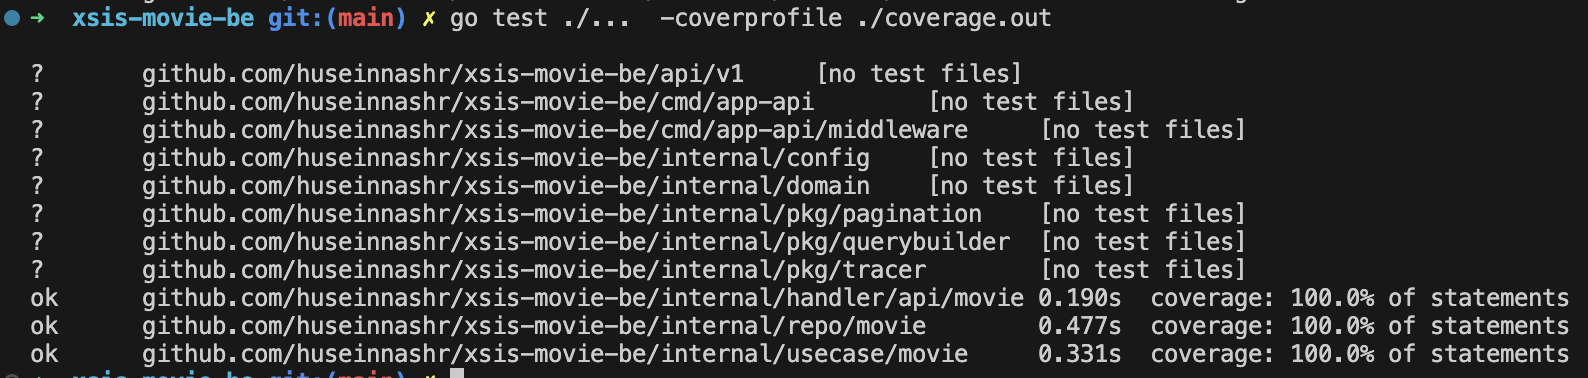 ➜ xsis-movie-be git:(main) ✗ go test ./... -coverprofile ./coverage.out
? github.com/huseinnashr/xsis-movie-be/api/v1 [no test files]
? github.com/huseinnashr/xsis-movie-be/cmd/app-api [no test files]
? github.com/huseinnashr/xsis-movie-be/cmd/app-api/middleware [no test files]
? github.com/huseinnashr/xsis-movie-be/internal/config [no test files]
? github.com/huseinnashr/xsis-movie-be/internal/domain [no test files]
? github.com/huseinnashr/xsis-movie-be/internal/pkg/pagination [no test files]
? github.com/huseinnashr/xsis-movie-be/internal/pkg/querybuilder [no test files]
? github.com/huseinnashr/xsis-movie-be/internal/pkg/tracer [no test files]
ok github.com/huseinnashr/xsis-movie-be/internal/handler/api/movie 0.190s coverage: 100.0% of statements
ok github.com/huseinnashr/xsis-movie-be/internal/repo/movie 0.477s coverage: 100.0% of statements
ok github.com/huseinnashr/xsis-movie-be/internal/usecase/movie 0.331s coverage: 100.0% of statements
➜ xsis-movie-be git:(main) ✗